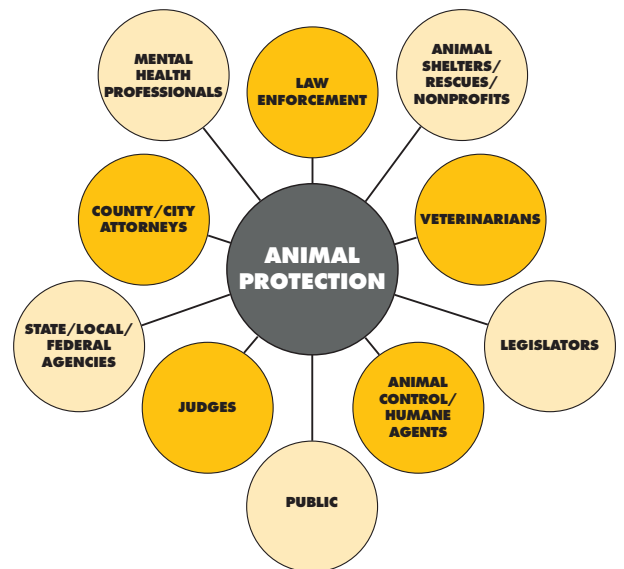 MENTAL
HEALTH
PROFESSIONALS
LAW
ENFORCEMENT
ANIMAL
SHELTERS/
RESCUES/
NONPROFITS
COUNTY/CITY
ATTORNEYS
VETERINARIANS
ANIMAL
PROTECTION
STATE/LOCAL/
FEDERAL
AGENCIES
LEGISLATORS
JUDGES
ANIMAL
CONTROL/
HUMANE
AGENTS
PUBLIC